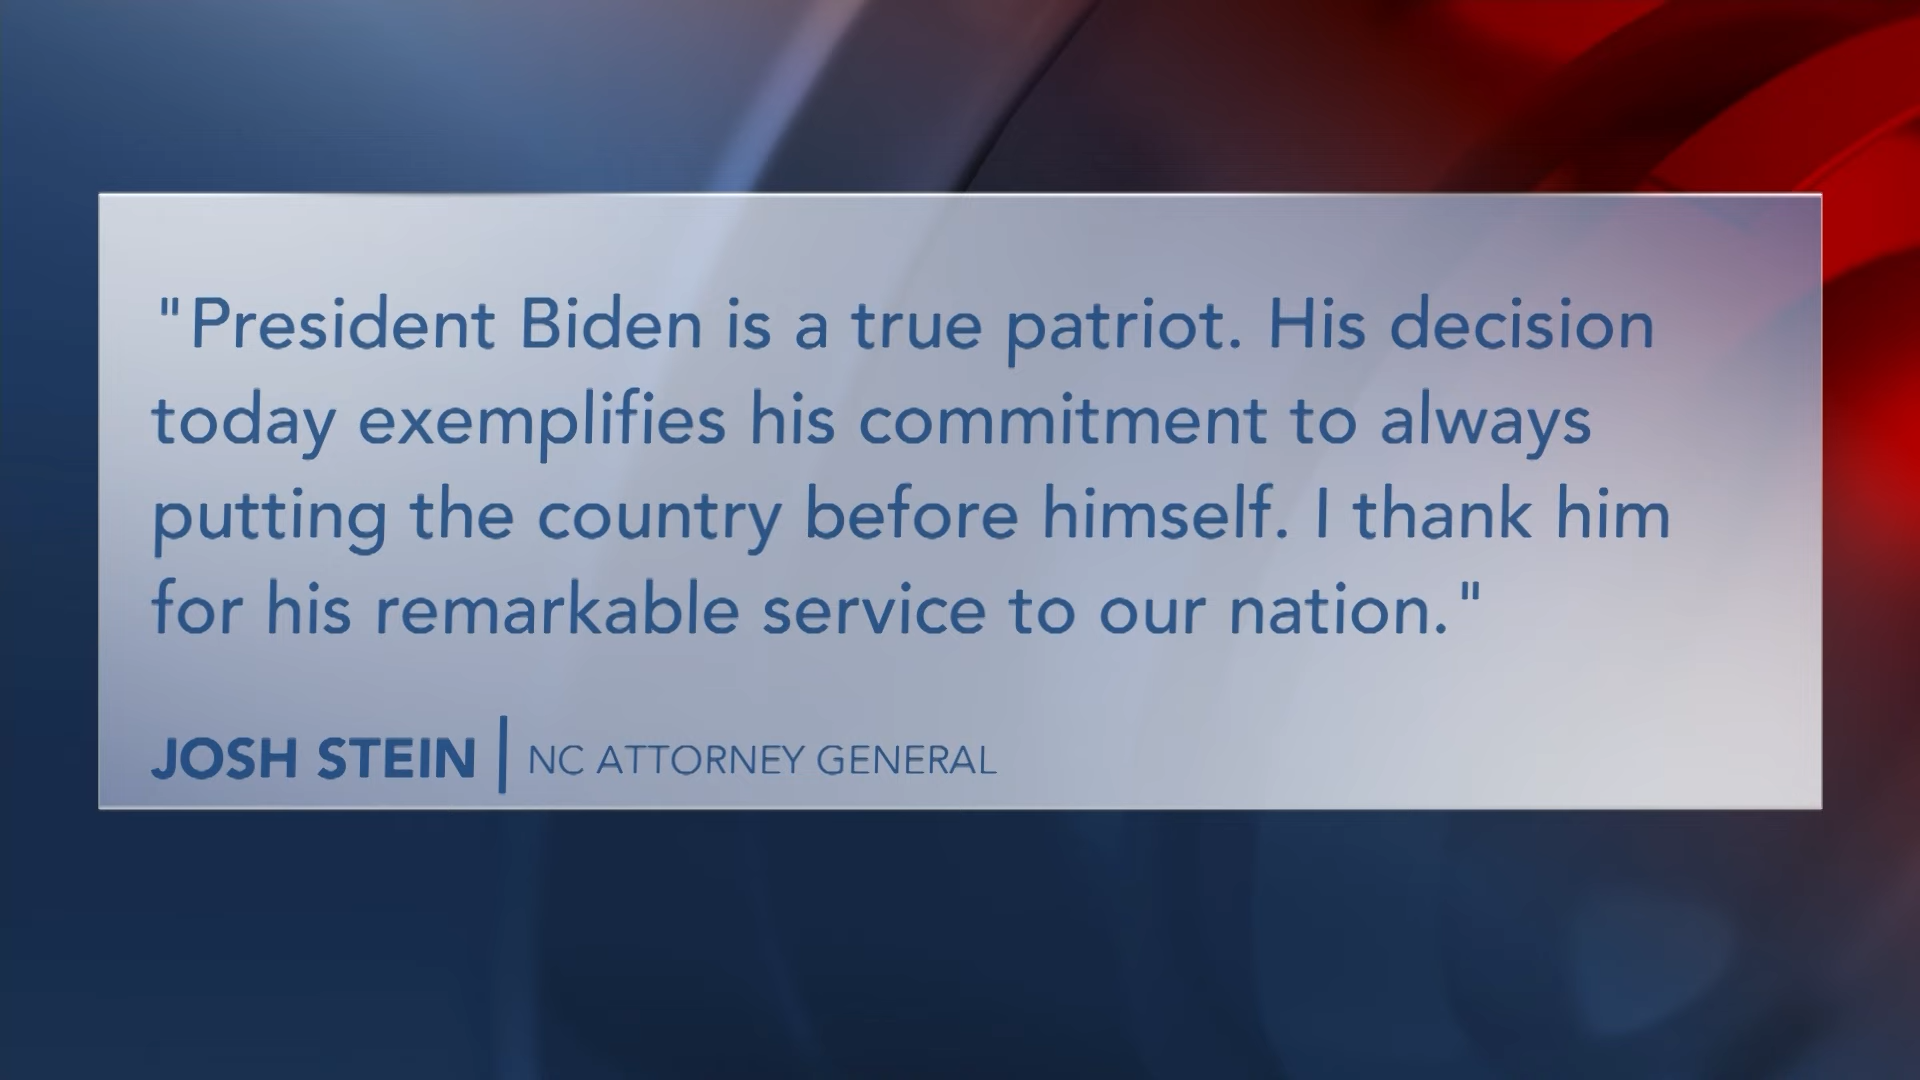 "President Biden is a true patriot. His decision
today exemplifies his commitment to always
putting the country before himself. I thank him
for his remarkable service to our nation."
JOSH STEIN | NC ATTORNEY GENERAL